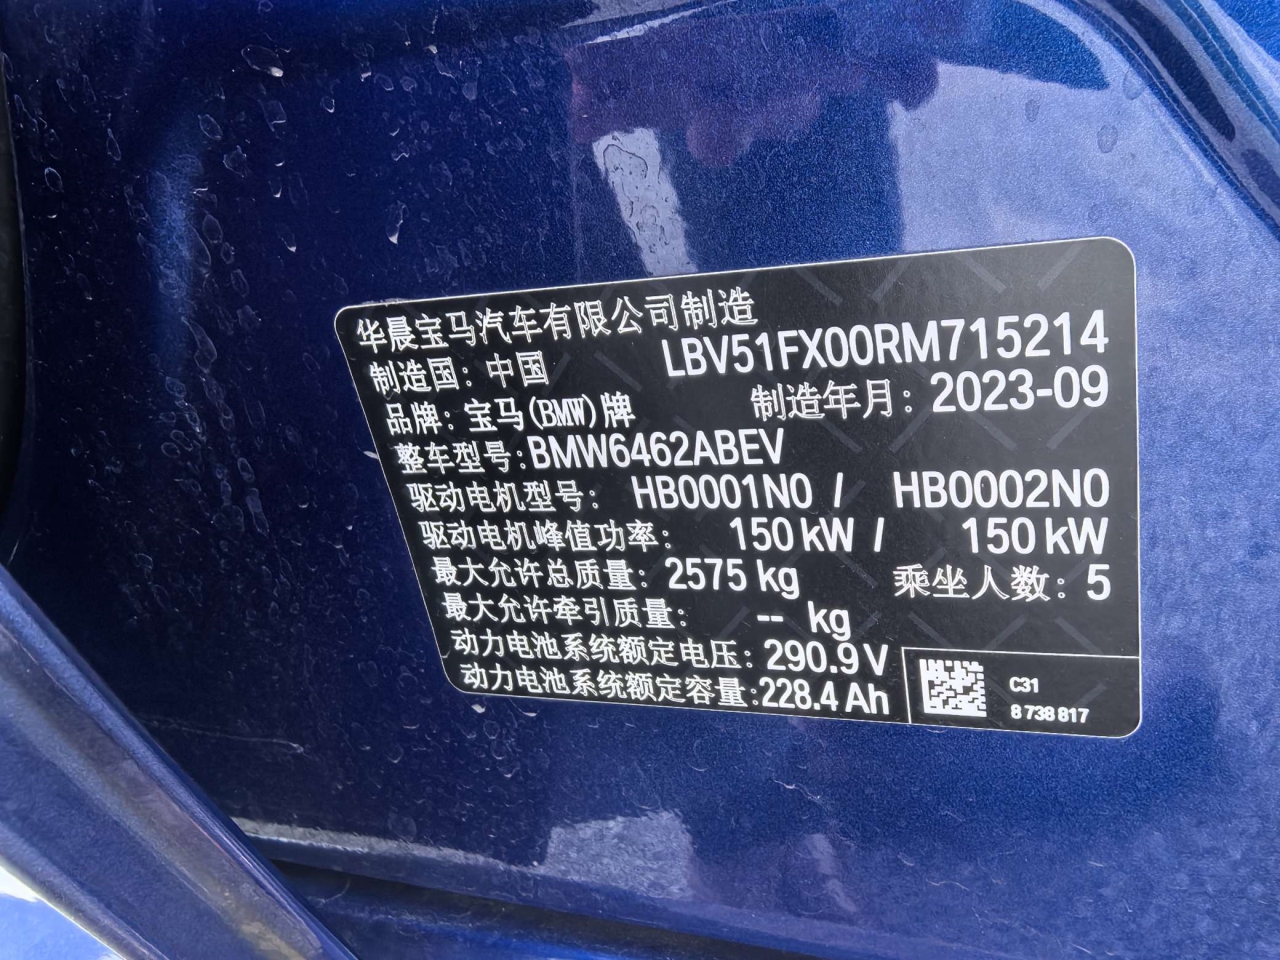 华晨宝马汽车有限公司制造
制造国：中国 LBV51FX00RM715214
品牌：宝马(BMW)牌 制造年月：2023-09
整车型号:BMW6462ABEV
驱动电机型号： HB0001N0 / HB0002N0
驱动电机峰值功率： 150 kW / 150 kW
最大允许总质量：2575 kg 乘坐人数：5
最大允许牵引质量： -- kg
动力电池系统额定电压：290.9 V
动力电池系统额定容量:228.4 Ah
C31
8 738 817